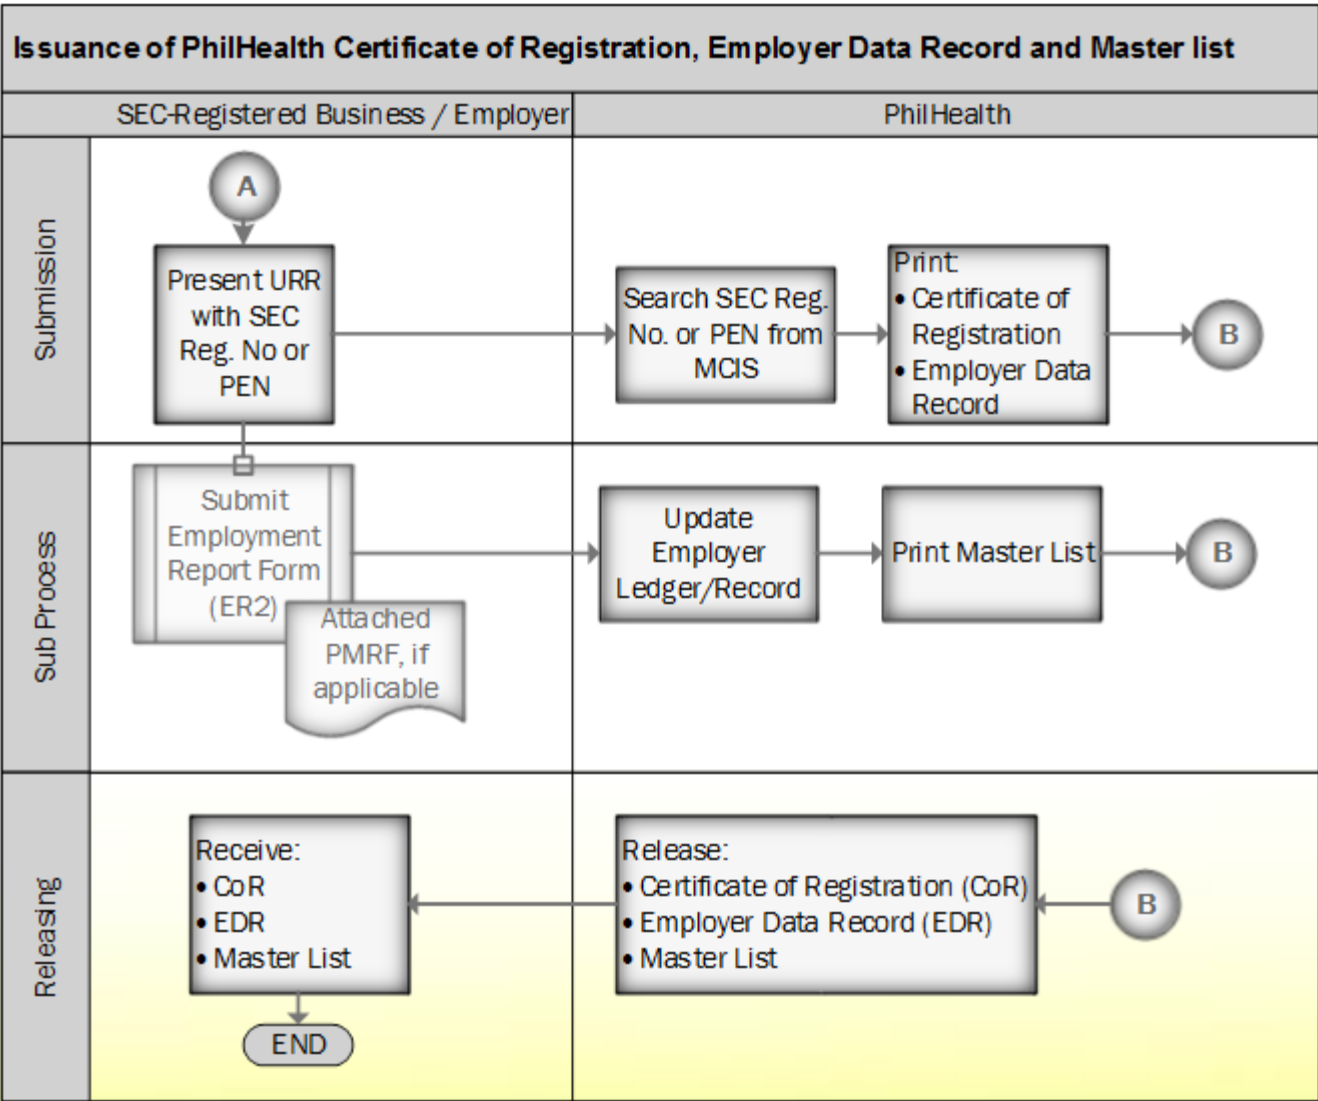 Issuance of PhilHealth Certificate of Registration, Employer Data Record and Master list
SEC-Registered Business / Employer
PhilHealth
Submission
A
Present URR
with SEC
Reg. No or
PEN
Search SEC Reg.
No. or PEN from
MCIS
Print:
• Certificate of
Registration
• Employer Data
Record
B
Sub Process
Submit
Employment
Report Form
(ER2)
Attached
PMRF, if
applicable
Update
Employer
Ledger/Record
Print Master List
B
Releasing
Receive:
• CoR
• EDR
• Master List
END
Release:
• Certificate of Registration (CoR)
• Employer Data Record (EDR)
• Master List
B